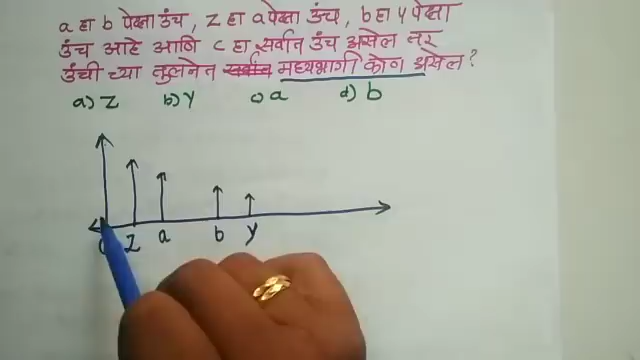 a हा b पेक्षा उंच, z हा a पेक्षा उंच, b हा y पेक्षा
उंच आहे आणि c हा सर्वात उंच असेल तर
उंची च्या तुलनेत सर्वात मध्यभागी कोण असेल?
a) z b) y c) a d) b
z a b y